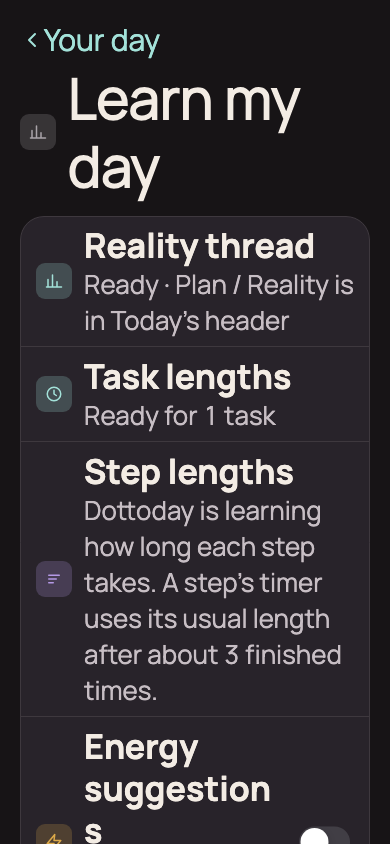 Your day
Learn my
day
Reality thread
Ready · Plan / Reality is
in Today's header
Task lengths
Ready for 1 task
Step lengths
Dottoday is learning
how long each step
takes. A step's timer
uses its usual length
after about 3 finished
times.
Energy
suggestion
s